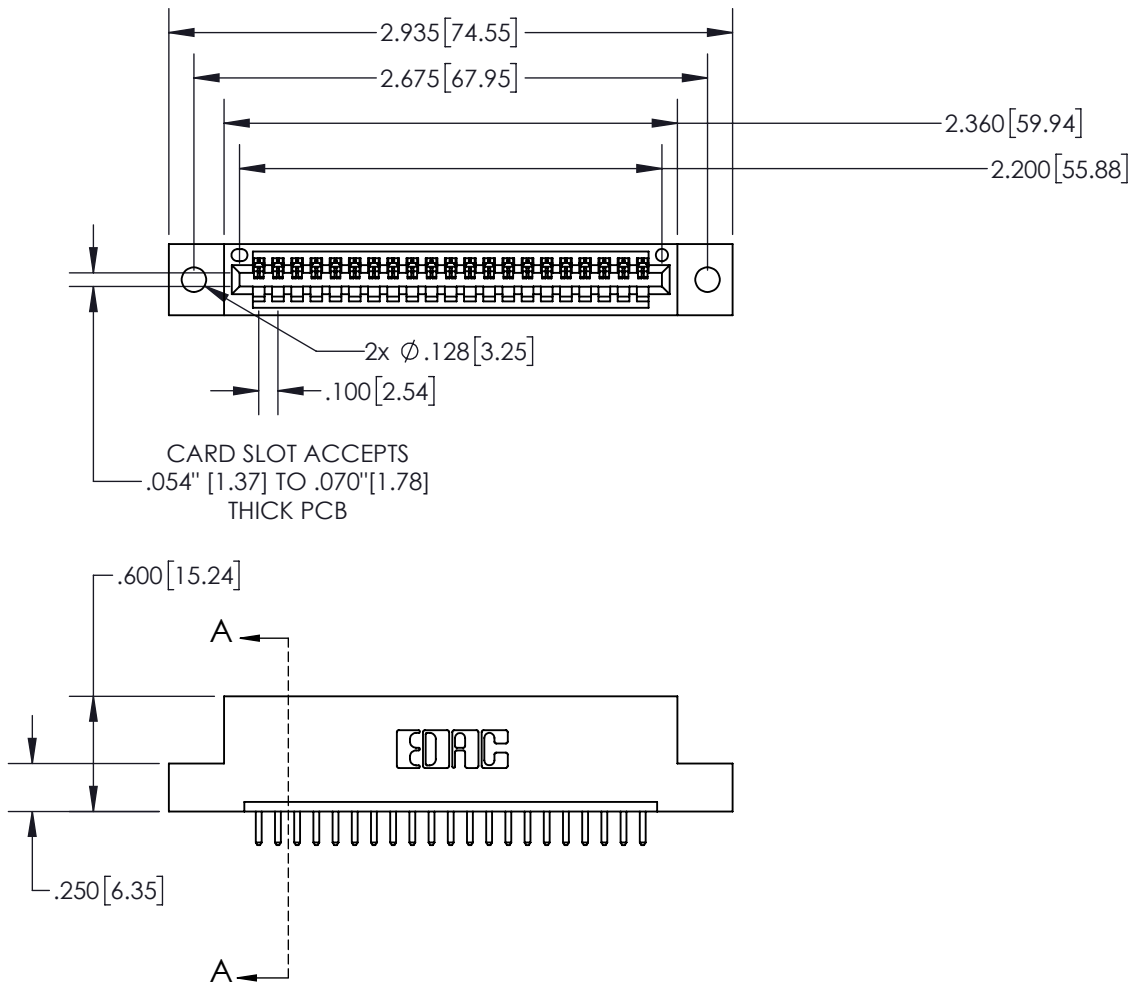 2.935[74.55]
2.675[67.95]
2.360[59.94]
2.200[55.88]
2x Ø.128[3.25]
.100[2.54]
CARD SLOT ACCEPTS
.054" [1.37] TO .070"[1.78]
THICK PCB
.600[15.24]
A
EDAC
.250[6.35]
A